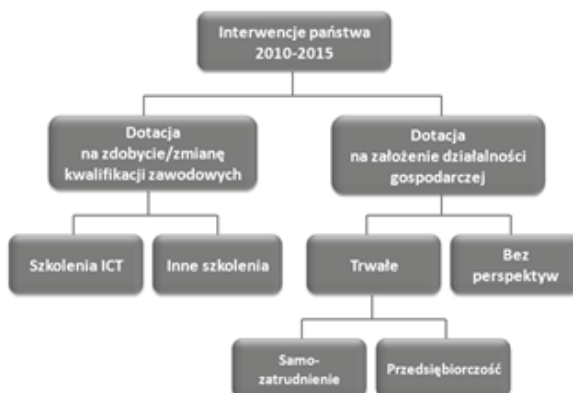 Interwencje państwa
2010-2015
Dotacja
na zdobycie/zmianę
kwalifikacji zawodowych
Dotacja
na założenie działalności
gospodarczej
Szkolenia ICT
Inne szkolenia
Trwałe
Bez
perspektyw
Samo-
zatrudnienie
Przedsiębiorczość